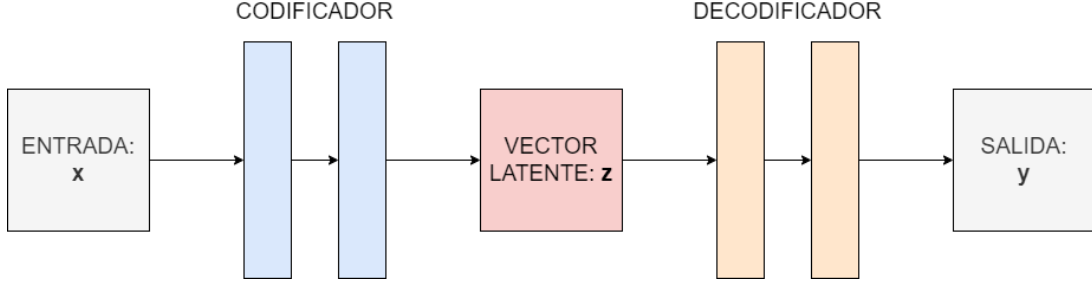 CODIFICADOR
DECODIFICADOR
ENTRADA:
x
VECTOR
LATENTE: z
SALIDA:
y